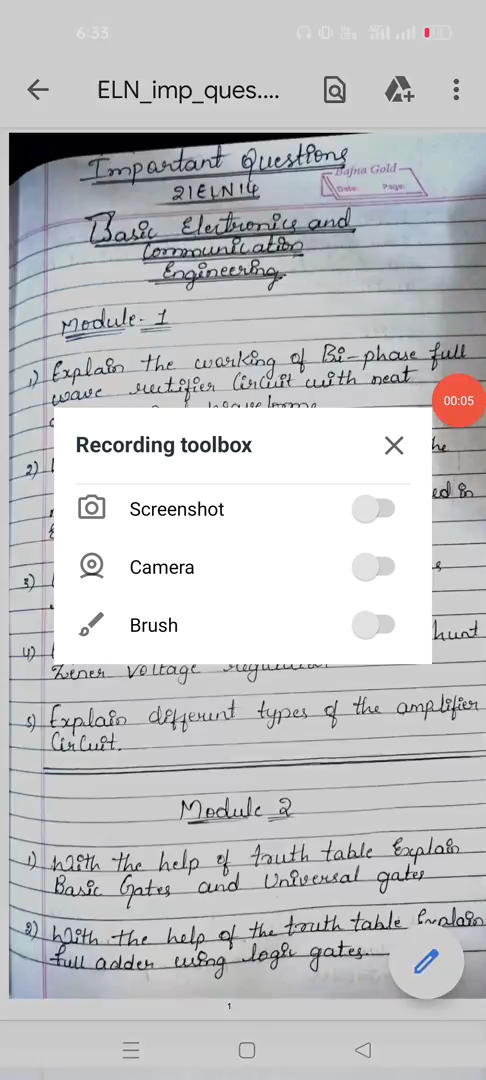 6:33
ELN_imp_ques....
Important Questions
Bajna Gold
Date: Page:
21ELN14
Basic Electronics and
Communication
Engineering.
Module-1
1) Explain the working of Bi-phase full
wave rectifier Circuit with neat
00:05
Recording toolbox
he
2)
ed in
Screenshot
Camera
3)
s
Brush
hunt
4)
Zener Voltage
5) Explain different types of the amplifier
Circuit.
Module 2
1) With the help of truth table Explain
Basic Gates and Universal gates
2) With the help of the truth table Explain
full adder using logic gates.
1